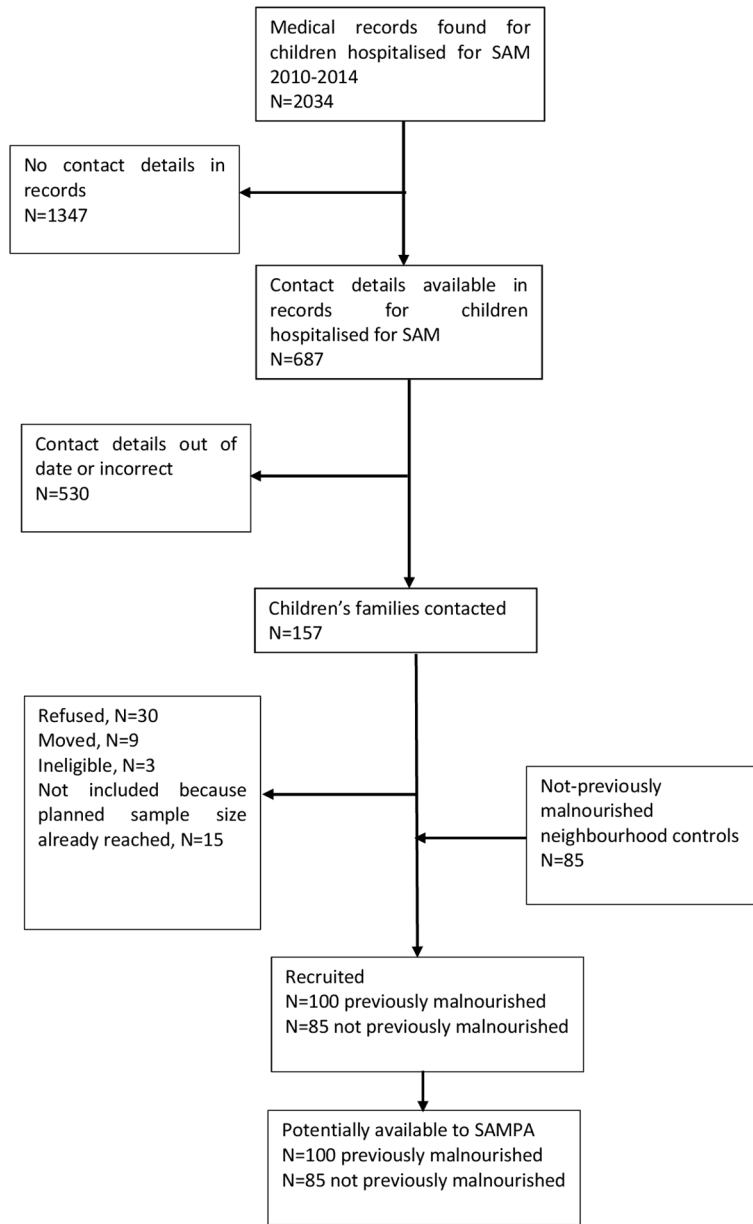 Medical records found for
children hospitalised for SAM
2010-2014
N=2034
No contact details in
records
N=1347
Contact details available in
records for children
hospitalised for SAM
N=687
Contact details out of
date or incorrect
N=530
Children’s families contacted
N=157
Refused, N=30
Moved, N=9
Ineligible, N=3
Not included because
planned sample size
already reached, N=15
Not-previously
malnourished
neighbourhood controls
N=85
Recruited
N=100 previously malnourished
N=85 not previously malnourished
Potentially available to SAMPA
N=100 previously malnourished
N=85 not previously malnourished